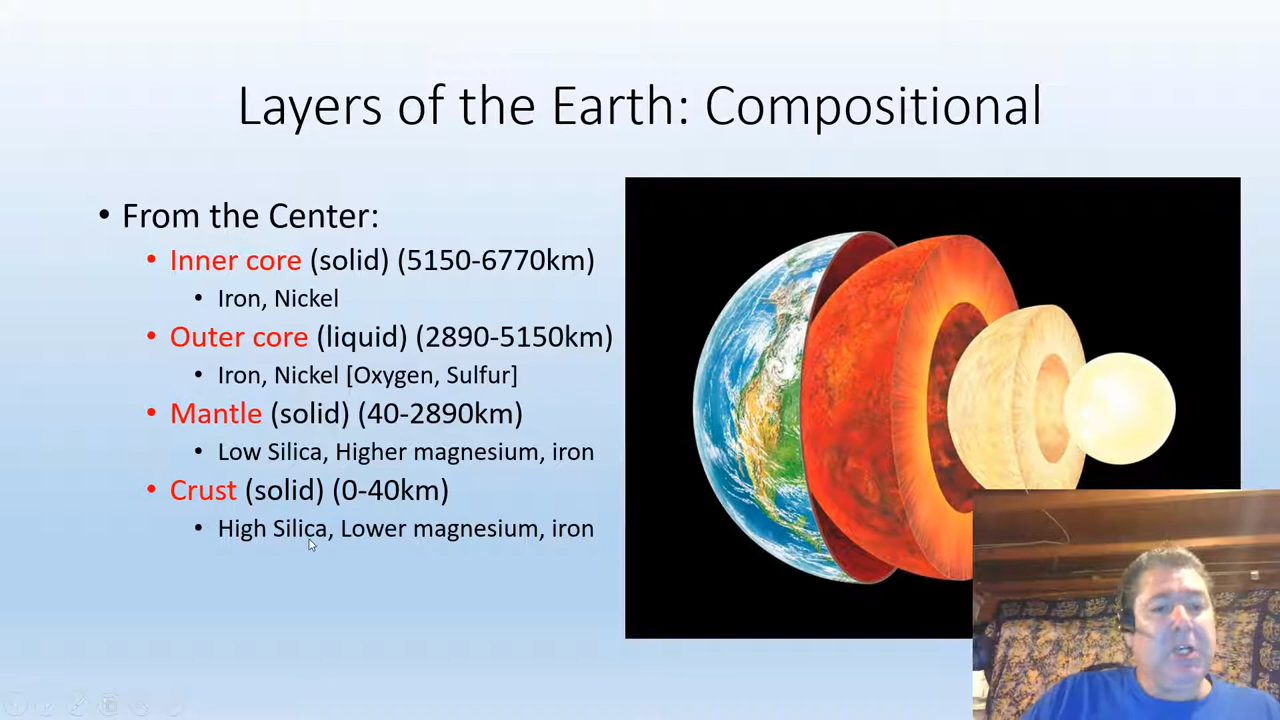 Layers of the Earth: Compositional
• From the Center:
• Inner core (solid) (5150-6770km)
• Iron, Nickel
• Outer core (liquid) (2890-5150km)
• Iron, Nickel [Oxygen, Sulfur]
• Mantle (solid) (40-2890km)
• Low Silica, Higher magnesium, iron
• Crust (solid) (0-40km)
• High Silica, Lower magnesium, iron